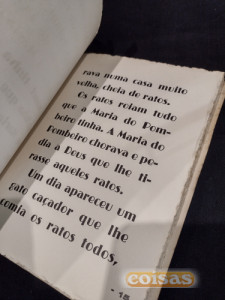 rava numa casa muito
velha, cheia de ratos.
Os ratos roíam tudo
que a Maria do Pom-
beiro tinha. A Maria do
Pombeiro chorava e pe-
dia a Deus que lhe ti-
rasse aqueles ratos.
Um dia apareceu um
gato caçador que lhe
comia os ratos todos,
- 15
coisas